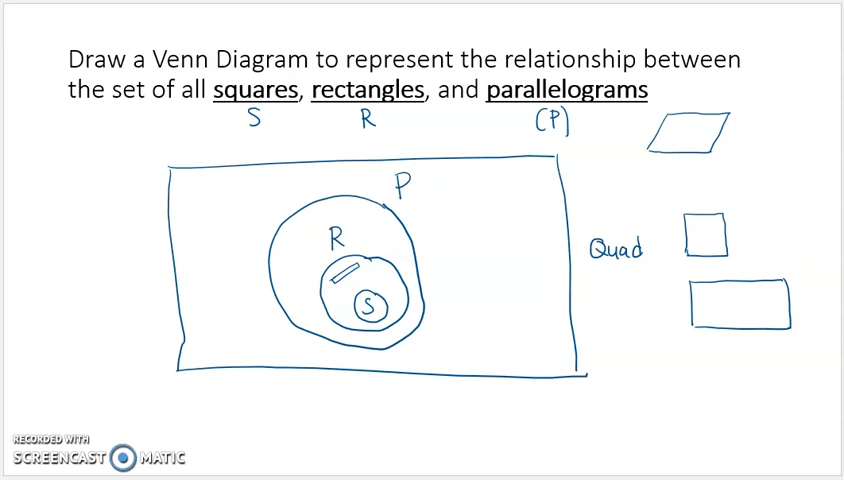 Draw a Venn Diagram to represent the relationship between
the set of all squares, rectangles, and parallelograms
S R (P)
P
R
Quad
S
RECORDED WITH
SCREENCAST MATIC